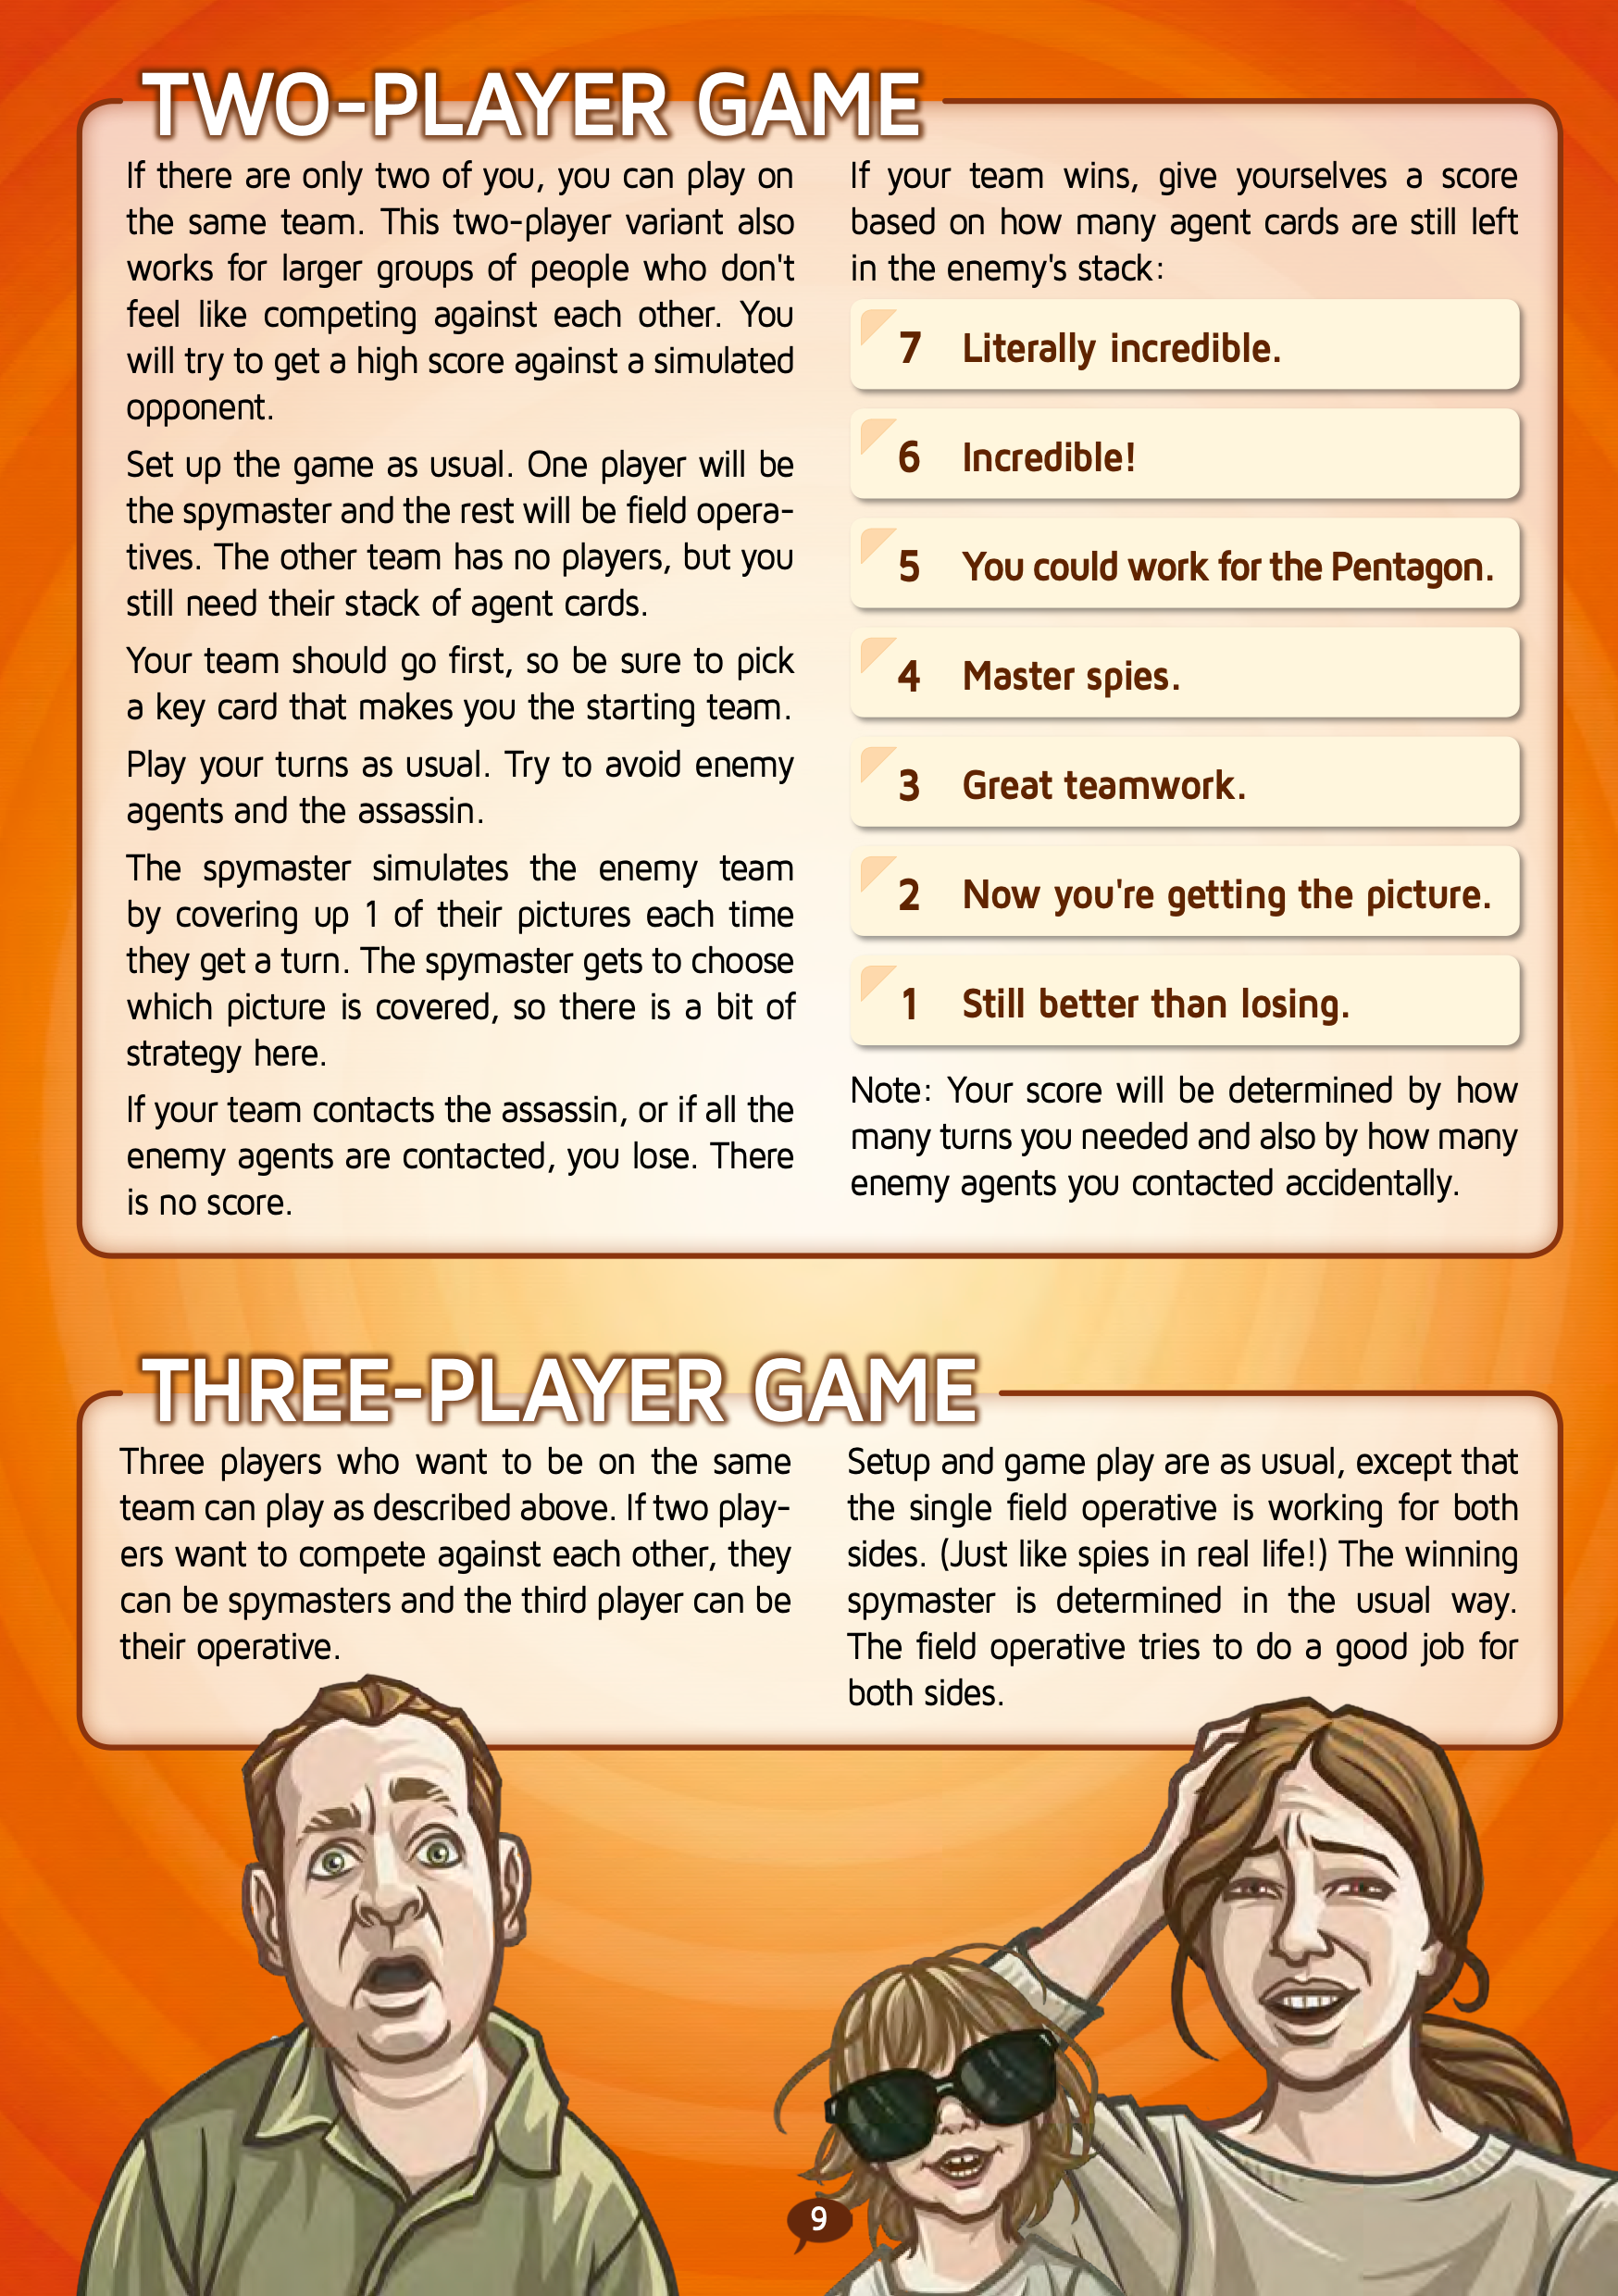 TWO-PLAYER GAME
If there are only two of you, you can play on
the same team. This two-player variant also
works for larger groups of people who don't
feel like competing against each other. You
will try to get a high score against a simulated
opponent.
Set up the game as usual. One player will be
the spymaster and the rest will be field opera-
tives. The other team has no players, but you
still need their stack of agent cards.
Your team should go first, so be sure to pick
a key card that makes you the starting team.
Play your turns as usual. Try to avoid enemy
agents and the assassin.
The spymaster simulates the enemy team
by covering up 1 of their pictures each time
they get a turn. The spymaster gets to choose
which picture is covered, so there is a bit of
strategy here.
If your team contacts the assassin, or if all the
enemy agents are contacted, you lose. There
is no score.
If your team wins, give yourselves a score
based on how many agent cards are still left
in the enemy's stack:
7 Literally incredible.
6 Incredible!
5 You could work for the Pentagon.
4 Master spies.
3 Great teamwork.
2 Now you're getting the picture.
1 Still better than losing.
Note: Your score will be determined by how
many turns you needed and also by how many
enemy agents you contacted accidentally.
THREE-PLAYER GAME
Three players who want to be on the same
team can play as described above. If two play-
ers want to compete against each other, they
can be spymasters and the third player can be
their operative.
Setup and game play are as usual, except that
the single field operative is working for both
sides. (Just like spies in real life!) The winning
spymaster is determined in the usual way.
The field operative tries to do a good job for
both sides.
9